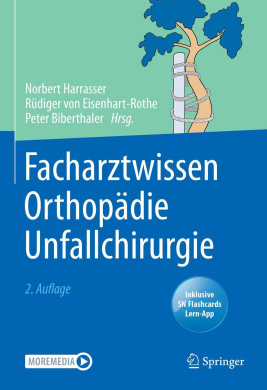 Norbert Harrasser
Rüdiger von Eisenhart-Rothe
Peter Biberthaler Hrsg.
Facharztwissen
Orthopädie
Unfallchirurgie
2. Auflage
Inklusive
SN Flashcards
Lern-App
MOREMEDIA
Springer